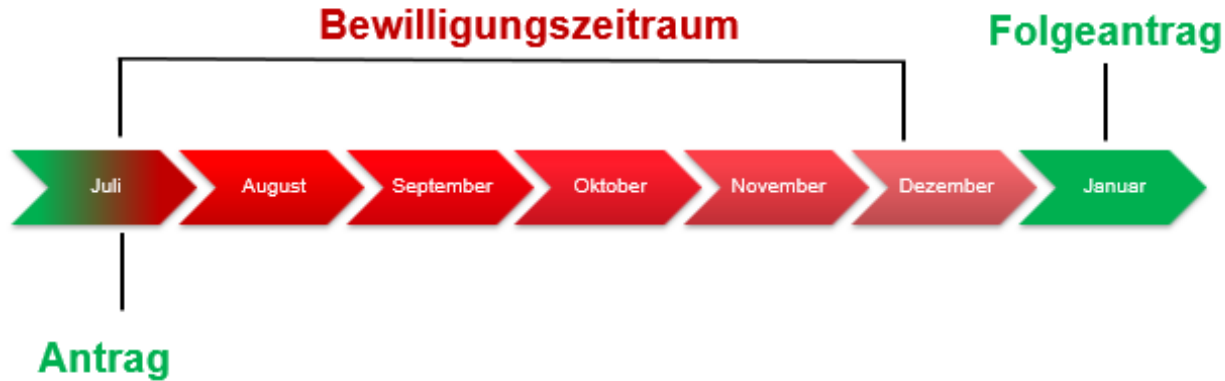 Bewilligungszeitraum
Folgeantrag
Juli
August
September
Oktober
November
Dezember
Januar
Antrag